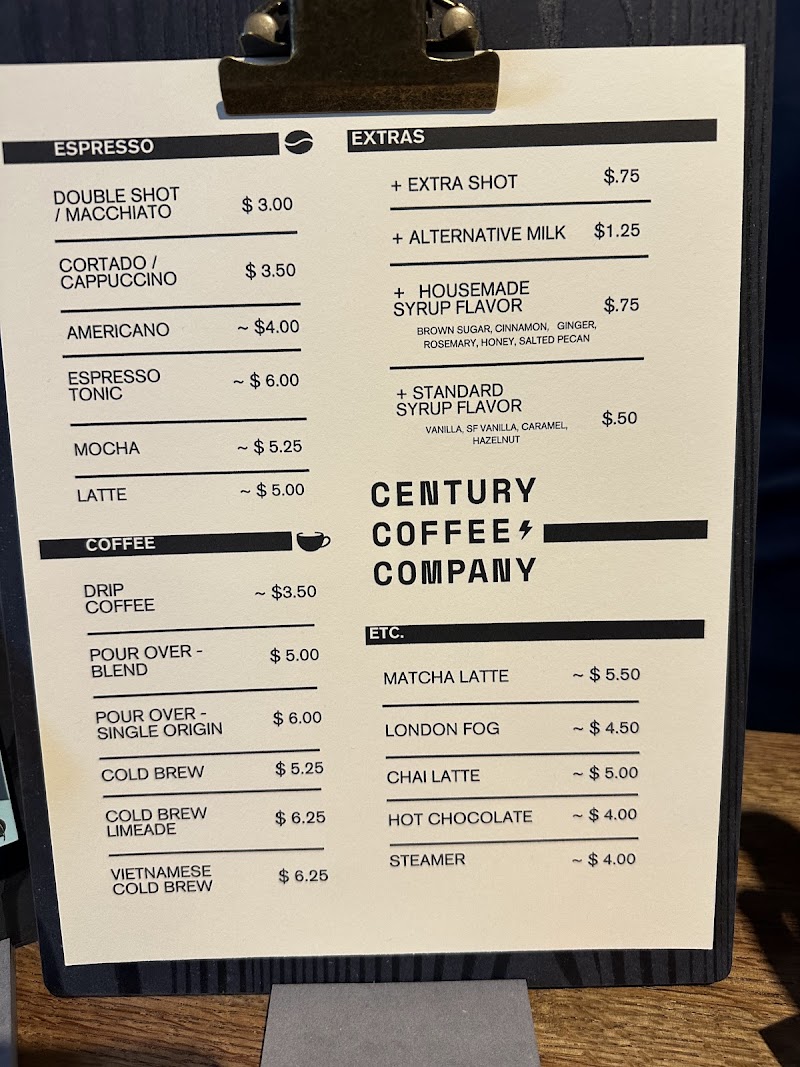 ESPRESSO
DOUBLE SHOT
/ MACCHIATO $ 3.00
CORTADO /
CAPPUCCINO $ 3.50
AMERICANO ~ $4.00
ESPRESSO
TONIC ~ $ 6.00
MOCHA ~ $ 5.25
LATTE ~ $ 5.00
COFFEE
DRIP
COFFEE ~ $3.50
POUR OVER -
BLEND $ 5.00
POUR OVER -
SINGLE ORIGIN $ 6.00
COLD BREW $ 5.25
COLD BREW
LIMEADE $ 6.25
VIETNAMESE
COLD BREW $ 6.25
EXTRAS
+ EXTRA SHOT $.75
+ ALTERNATIVE MILK $1.25
+ HOUSEMADE
SYRUP FLAVOR $.75
BROWN SUGAR, CINNAMON, GINGER,
ROSEMARY, HONEY, SALTED PECAN
+ STANDARD
SYRUP FLAVOR $.50
VANILLA, SF VANILLA, CARAMEL,
HAZELNUT
CENTURY
COFFEE
COMPANY
ETC.
MATCHA LATTE ~ $ 5.50
LONDON FOG ~ $ 4.50
CHAI LATTE ~ $ 5.00
HOT CHOCOLATE ~ $ 4.00
STEAMER ~ $ 4.00